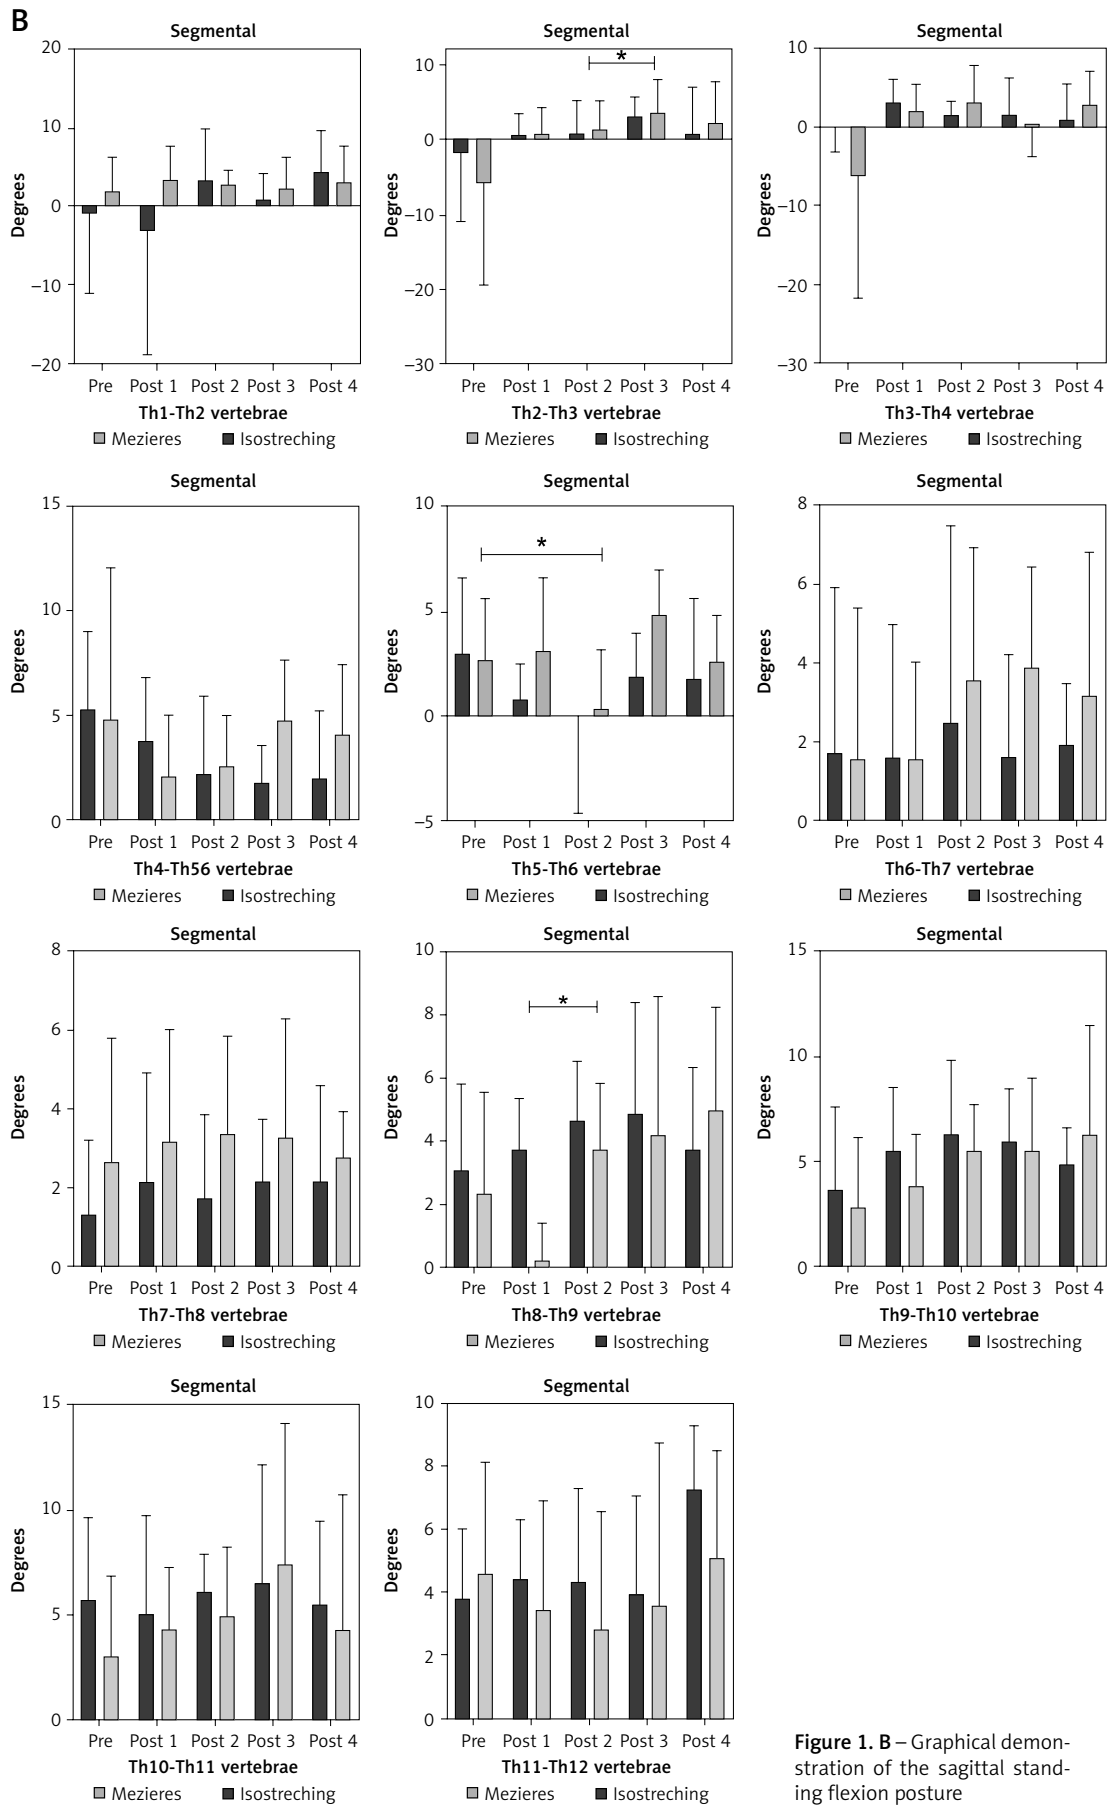 B
Segmental
Segmental
Segmental
20
10
0
−10
−20
Degrees
10
0
−10
−20
−30
Degrees
*
10
0
−10
−20
−30
Degrees
Pre Post 1 Post 2 Post 3 Post 4
Pre Post 1 Post 2 Post 3 Post 4
Pre Post 1 Post 2 Post 3 Post 4
Th1-Th2 vertebrae
Th2-Th3 vertebrae
Th3-Th4 vertebrae
Mezieres Isostreching
Mezieres Isostreching
Mezieres Isostreching
Segmental
Segmental
Segmental
15
10
5
0
Degrees
10
5
0
−5
Degrees
*
8
6
4
2
0
Degrees
Pre Post 1 Post 2 Post 3 Post 4
Pre Post 1 Post 2 Post 3 Post 4
Pre Post 1 Post 2 Post 3 Post 4
Th4-Th56 vertebrae
Th5-Th6 vertebrae
Th6-Th7 vertebrae
Mezieres Isostreching
Mezieres Isostreching
Mezieres Isostreching
Segmental
Segmental
Segmental
8
6
4
2
0
Degrees
10
8
6
4
2
0
Degrees
*
15
10
5
0
Degrees
Pre Post 1 Post 2 Post 3 Post 4
Pre Post 1 Post 2 Post 3 Post 4
Pre Post 1 Post 2 Post 3 Post 4
Th7-Th8 vertebrae
Th8-Th9 vertebrae
Th9-Th10 vertebrae
Mezieres Isostreching
Mezieres Isostreching
Mezieres Isostreching
Segmental
Segmental
15
10
5
0
Degrees
10
8
6
4
2
0
Degrees
Pre Post 1 Post 2 Post 3 Post 4
Pre Post 1 Post 2 Post 3 Post 4
Th10-Th11 vertebrae
Th11-Th12 vertebrae
Mezieres Isostreching
Mezieres Isostreching
Figure 1. B – Graphical demon-
stration of the sagittal stand-
ing flexion posture